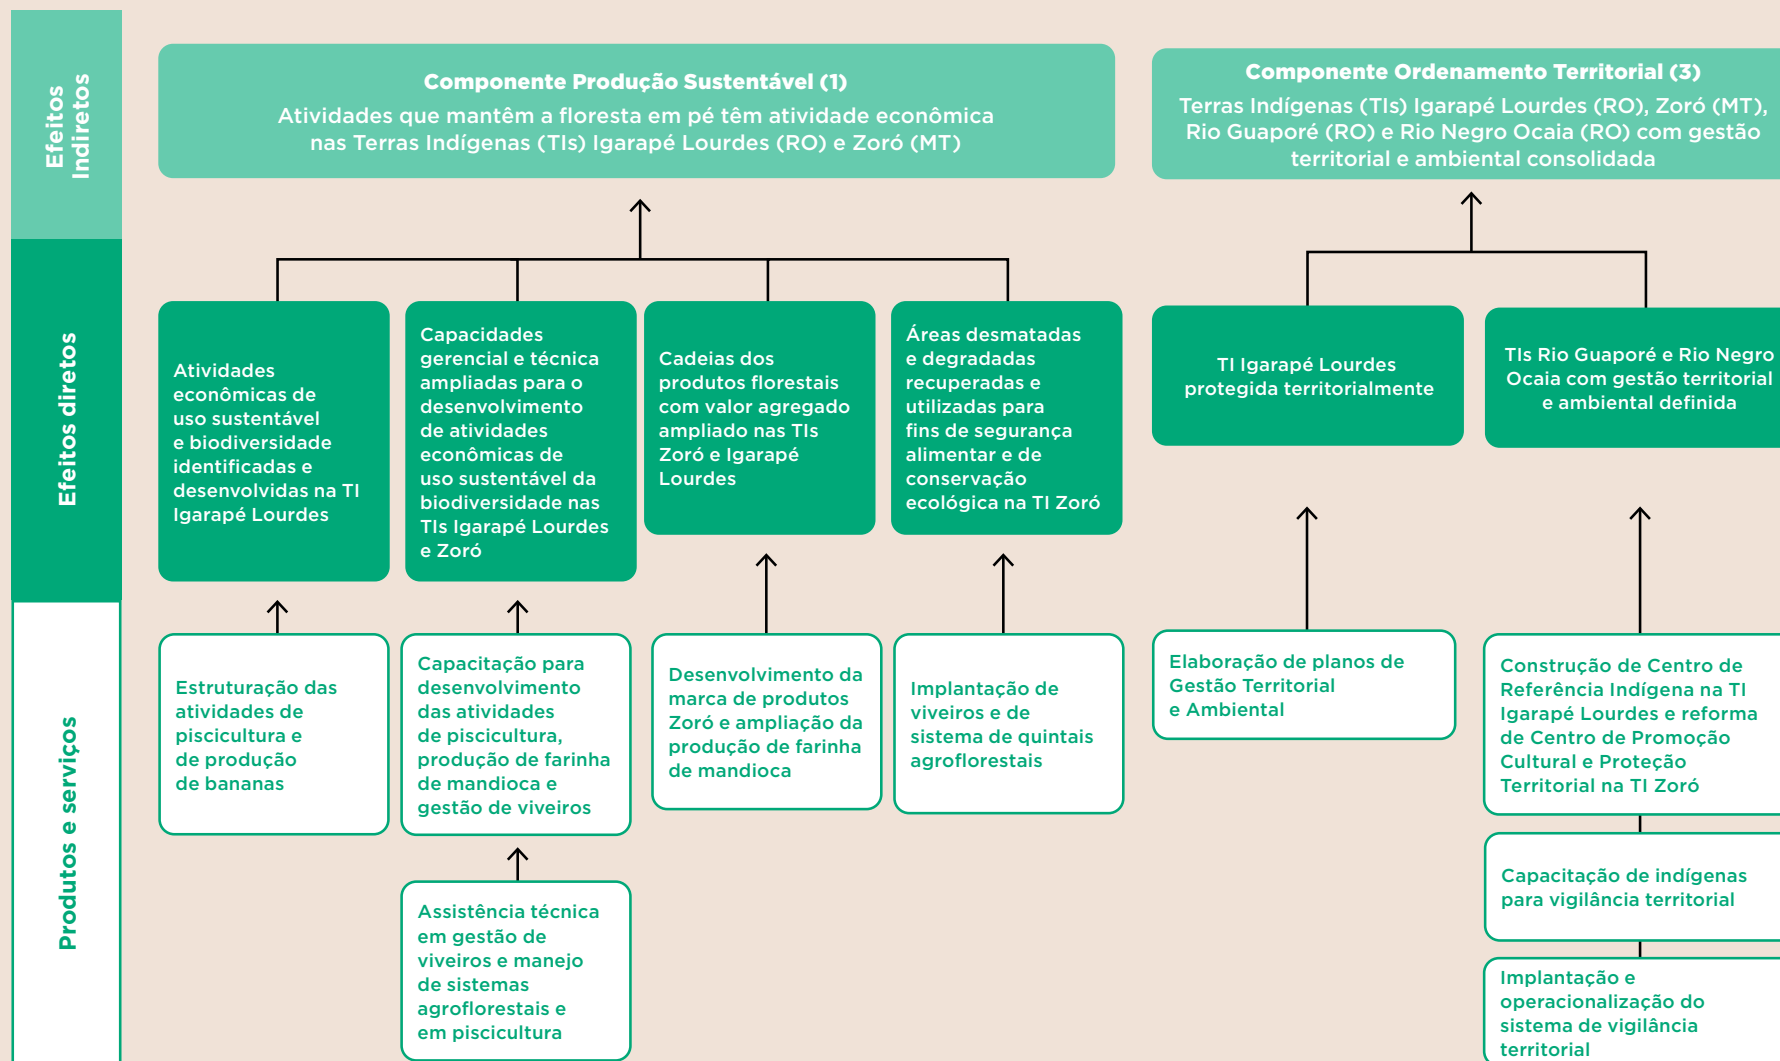 Efeitos
Indiretos
Componente Produção Sustentável (1)
Atividades que mantêm a floresta em pé têm atividade econômica
nas Terras Indígenas (TIs) Igarapé Lourdes (RO) e Zoró (MT)
Componente Ordenamento Territorial (3)
Terras Indígenas (TIs) Igarapé Lourdes (RO), Zoró (MT),
Rio Guaporé (RO) e Rio Negro Ocaia (RO) com gestão
territorial e ambiental consolidada
Efeitos diretos
Atividades
econômicas de
uso sustentável
e biodiversidade
identificadas e
desenvolvidas na TI
Igarapé Lourdes
Capacidades
gerencial e técnica
ampliadas para o
desenvolvimento
de atividades
econômicas de
uso sustentável da
biodiversidade nas
TIs Igarapé Lourdes
e Zoró
Cadeias dos
produtos florestais
com valor agregado
ampliado nas TIs
Zoró e Igarapé
Lourdes
Áreas desmatadas
e degradadas
recuperadas e
utilizadas para
fins de segurança
alimentar e de
conservação
ecológica na TI Zoró
TI Igarapé Lourdes
protegida territorialmente
TIs Rio Guaporé e Rio Negro
Ocaia com gestão territorial
e ambiental definida
Produtos e serviços
Estruturação das
atividades de
piscicultura e
de produção
de bananas
Capacitação para
desenvolvimento
das atividades
de piscicultura,
produção de farinha
de mandioca e
gestão de viveiros
Assistência técnica
em gestão de
viveiros e manejo
de sistemas
agroflorestais e
em piscicultura
Desenvolvimento da
marca de produtos
Zoró e ampliação da
produção de farinha
de mandioca
Implantação de
viveiros e de
sistema de quintais
agroflorestais
Elaboração de planos de
Gestão Territorial
e Ambiental
Construção de Centro de
Referência Indígena na TI
Igarapé Lourdes e reforma
de Centro de Promoção
Cultural e Proteção
Territorial na TI Zoró
Capacitação de indígenas
para vigilância territorial
Implantação e
operacionalização do
sistema de vigilância
territorial